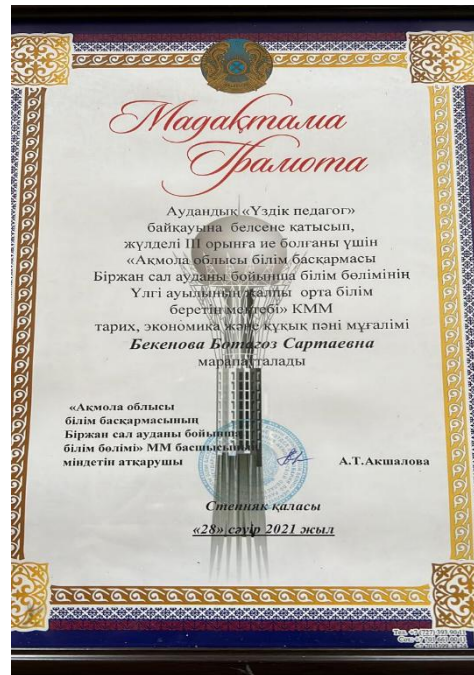 Мадақтама
Грамота
Аудандық «Үздік педагог»
байқауына белсене қатысып,
жүлделі III орынға ие болғаны үшін
«Ақмола облысы білім басқармасы
Біржан сал ауданы бойынша білім бөлімінің
Үлгі ауылының жалпы орта білім
беретін мектебі» КММ
тарих, экономика және құқық пәні мұғалімі
Бекенова Ботагоз Сартаевна
марапатталады
«Ақмола облысы
білім басқармасының
Біржан сал ауданы бойынша
білім бөлімі» ММ басшысының
міндетін атқарушы
А.Т.Акшалова
Степняк қаласы
«28» сәуір 2021 жыл